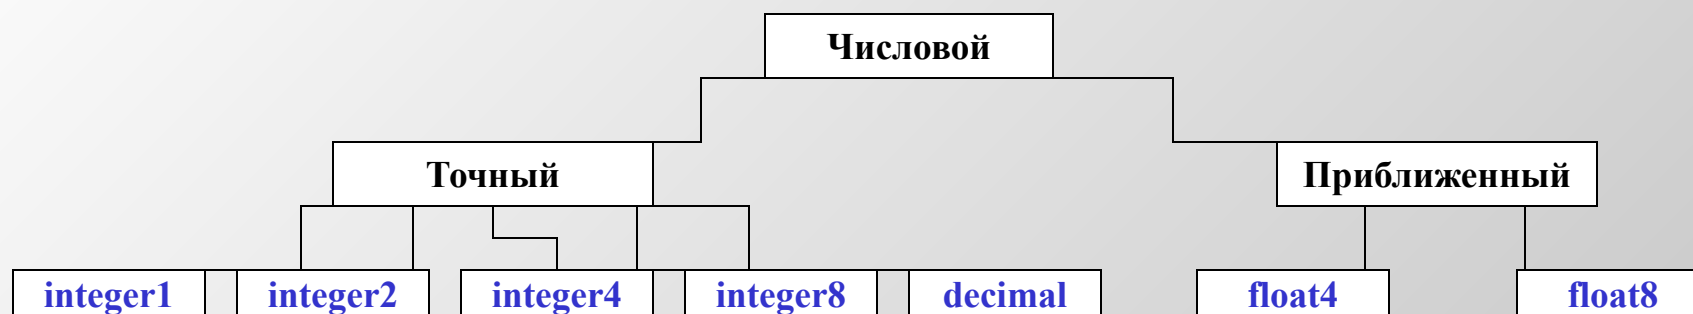 Числовой
Точный
Приближенный
integer1
integer2
integer4
integer8
decimal
float4
float8